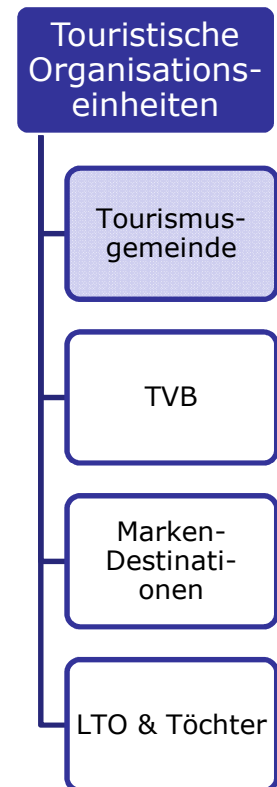 Touristische
Organisations-
einheiten
Tourismus-
gemeinde
TVB
Marken-
Destinati-
onen
LTO & Töchter